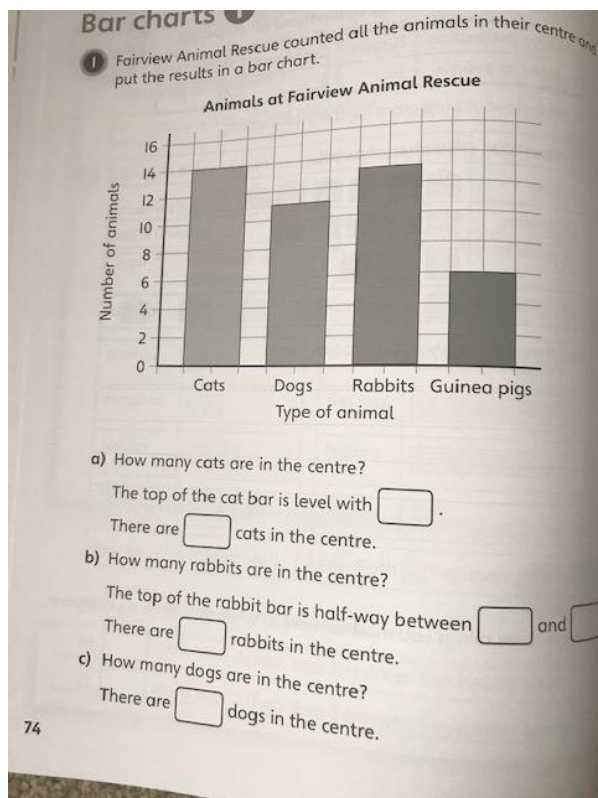 Bar charts 1
1 Fairview Animal Rescue counted all the animals in their centre and
put the results in a bar chart.
Animals at Fairview Animal Rescue
Number of animals
16
14
12
10
8
6
4
2
0
Cats Dogs Rabbits Guinea pigs
Type of animal
a) How many cats are in the centre?
The top of the cat bar is level with .
There are cats in the centre.
b) How many rabbits are in the centre?
The top of the rabbit bar is half-way between and
There are rabbits in the centre.
c) How many dogs are in the centre?
There are dogs in the centre.
74